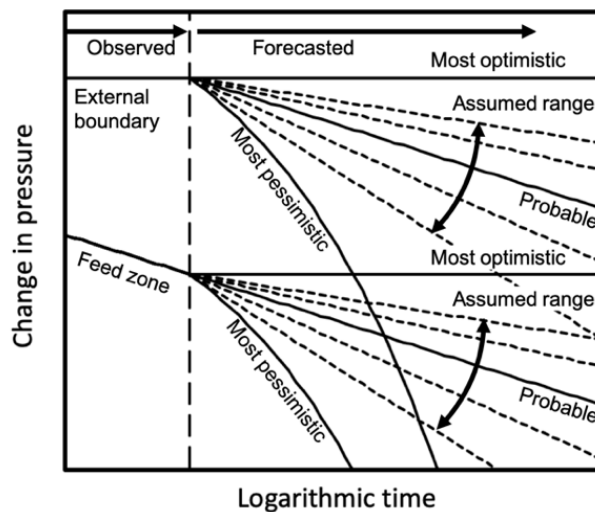 Observed
Forecasted
Most optimistic
External
boundary
Assumed range
Most pessimistic
Probable
Most optimistic
Feed zone
Assumed range
Most pessimistic
Probable
Change in pressure
Logarithmic time